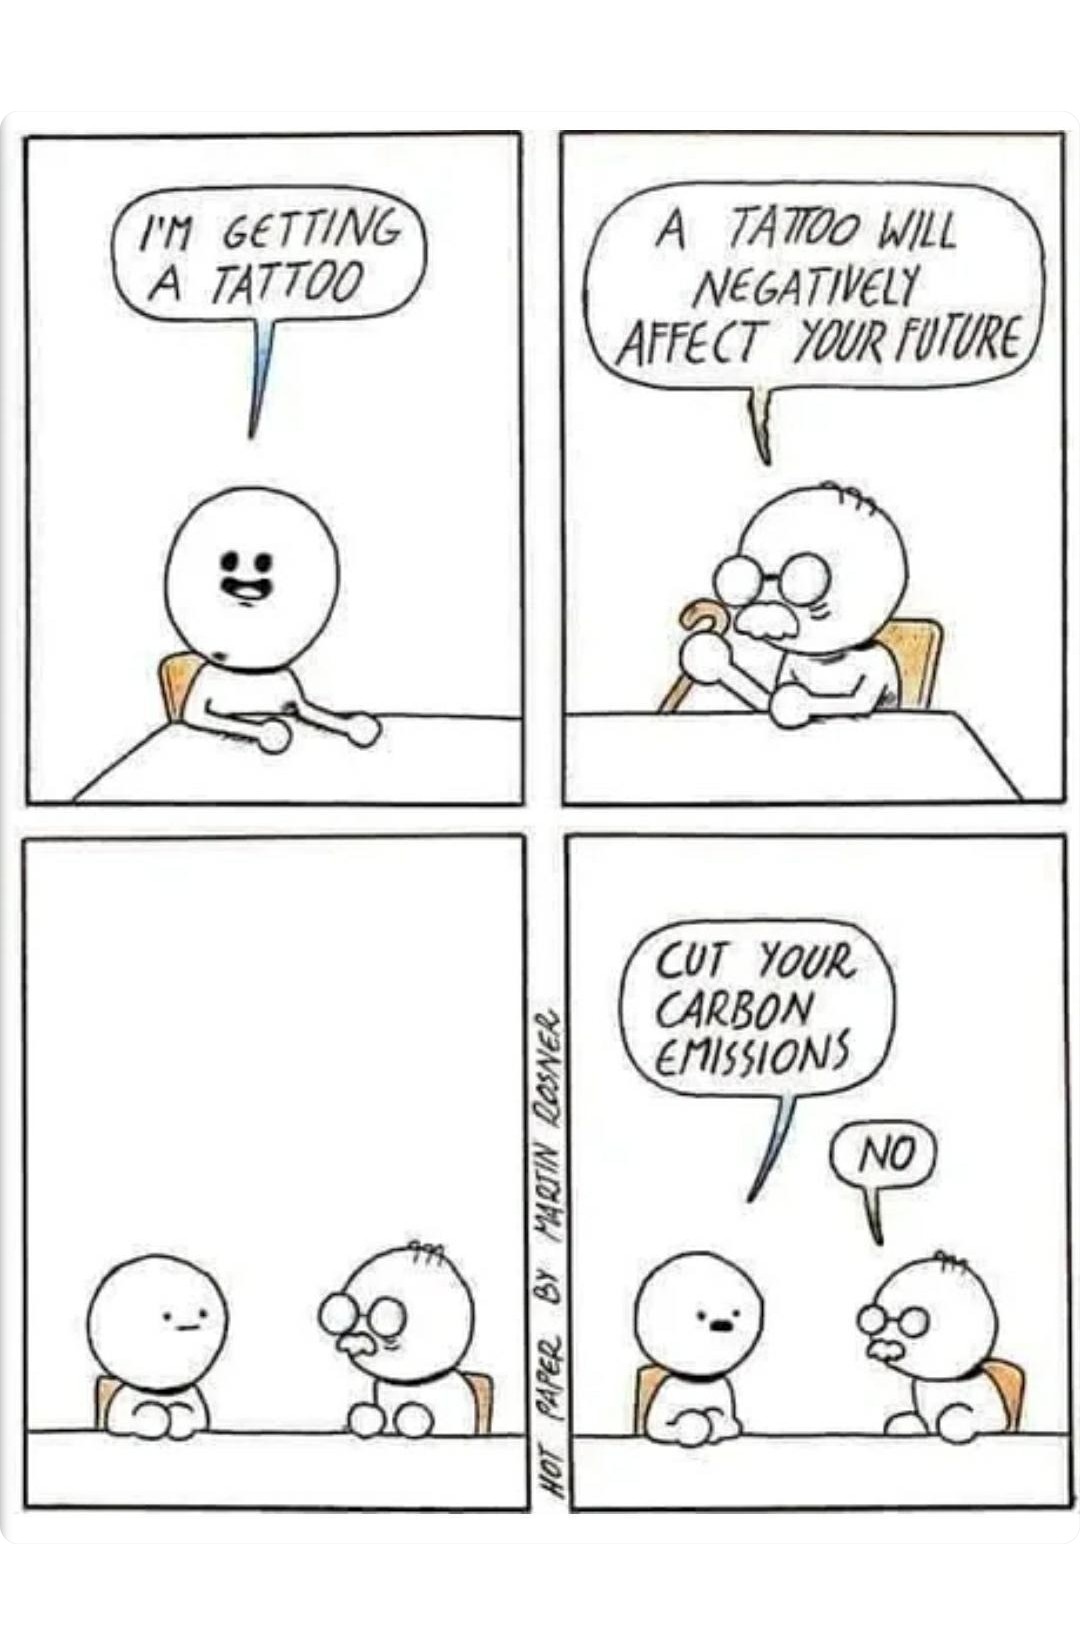 I'M GETTING
A TATTOO
A TATTOO WILL
NEGATIVELY
AFFECT YOUR FUTURE
CUT YOUR
CARBON
EMISSIONS
NO
HOT PAPER BY MARTIN ROSNER